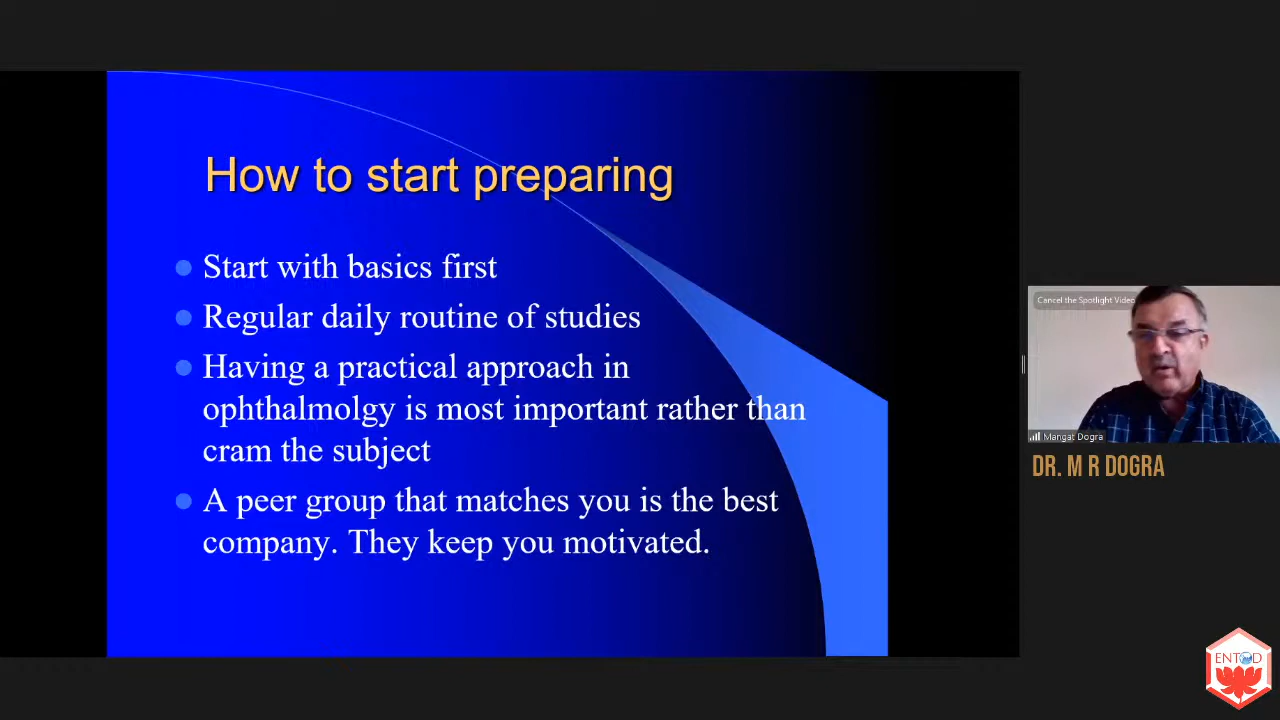 How to start preparing
Start with basics first
Regular daily routine of studies
Having a practical approach in
ophthalmolgy is most important rather than
cram the subject
A peer group that matches you is the best
company. They keep you motivated.
Cancel the Spotlight Video
Mangat Dogra
DR. M R DOGRA
ENTOD